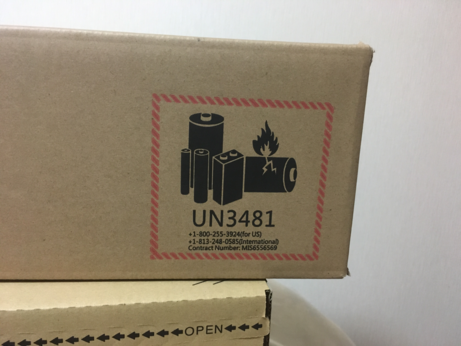 UN3481
+1-800-255-3924(for US)
+1-813-248-0585(International)
Contract Number: MIS6556569
OPEN